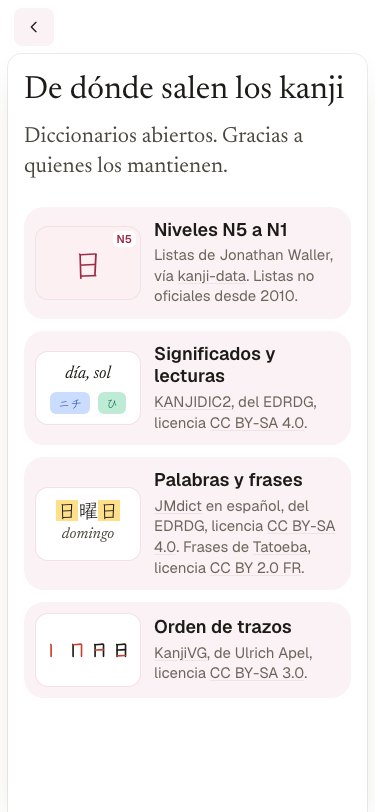 De dónde salen los kanji
Diccionarios abiertos. Gracias a
quienes los mantienen.
N5
日
Niveles N5 a N1
Listas de Jonathan Waller,
vía kanji-data. Listas no
oficiales desde 2010.
día, sol
ニチ ひ
Significados y
lecturas
KANJIDIC2, del EDRDG,
licencia CC BY-SA 4.0.
日曜日
domingo
Palabras y frases
JMdict en español, del
EDRDG, licencia CC BY-SA
4.0. Frases de Tatoeba,
licencia CC BY 2.0 FR.
Orden de trazos
KanjiVG, de Ulrich Apel,
licencia CC BY-SA 3.0.